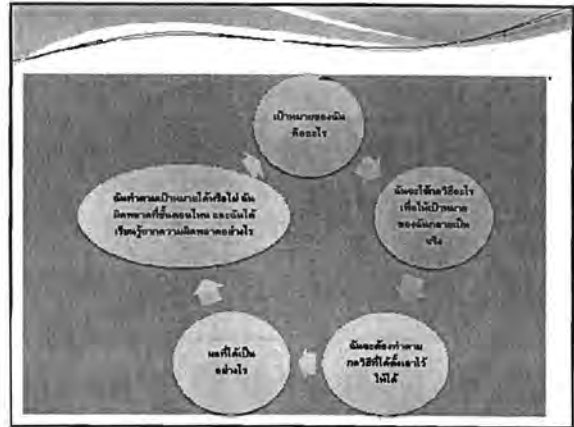 เป้าหมายของฉัน
คืออะไร
ฉันจะใช้กลวิธีอะไร
เพื่อให้เป้าหมาย
ของฉันกลายเป็น
จริง
ฉันจะต้องทำตาม
กลวิธีที่ได้ตั้งเอาไว้
ให้ได้
ผลที่ได้เป็น
อย่างไร
ฉันทำตามเป้าหมายได้หรือไม่ ฉัน
ผิดพลาดที่ขั้นตอนไหน และฉันได้
เรียนรู้จากความผิดพลาดอย่างไร